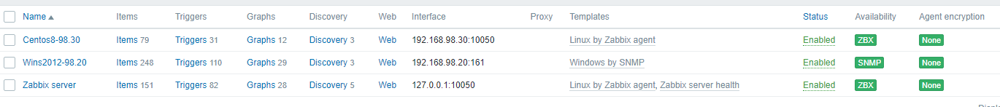 Name Items Triggers Graphs Discovery Web Interface Proxy Templates Status Availability Agent encryption
Centos8-98.30 Items 79 Triggers 31 Graphs 12 Discovery 3 Web 192.168.98.30:10050 Linux by Zabbix agent Enabled ZBX None
Wins2012-98.20 Items 248 Triggers 110 Graphs 29 Discovery 3 Web 192.168.98.20:161 Windows by SNMP Enabled SNMP None
Zabbix server Items 151 Triggers 82 Graphs 28 Discovery 5 Web 127.0.0.1:10050 Linux by Zabbix agent, Zabbix server health Enabled ZBX None